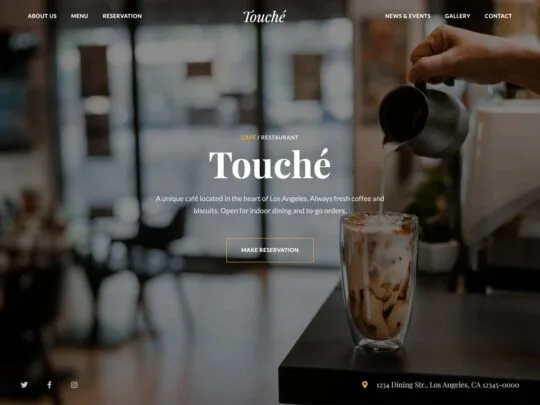 ABOUT US MENU RESERVATION Touché NEWS & EVENTS GALLERY CONTACT
CAFÉ / RESTAURANT
Touché
A unique café located in the heart of Los Angeles. Always fresh coffee and
biscuits. Open for indoor dining and to-go orders.
MAKE RESERVATION
1234 Dining Str., Los Angeles, CA 12345-0000